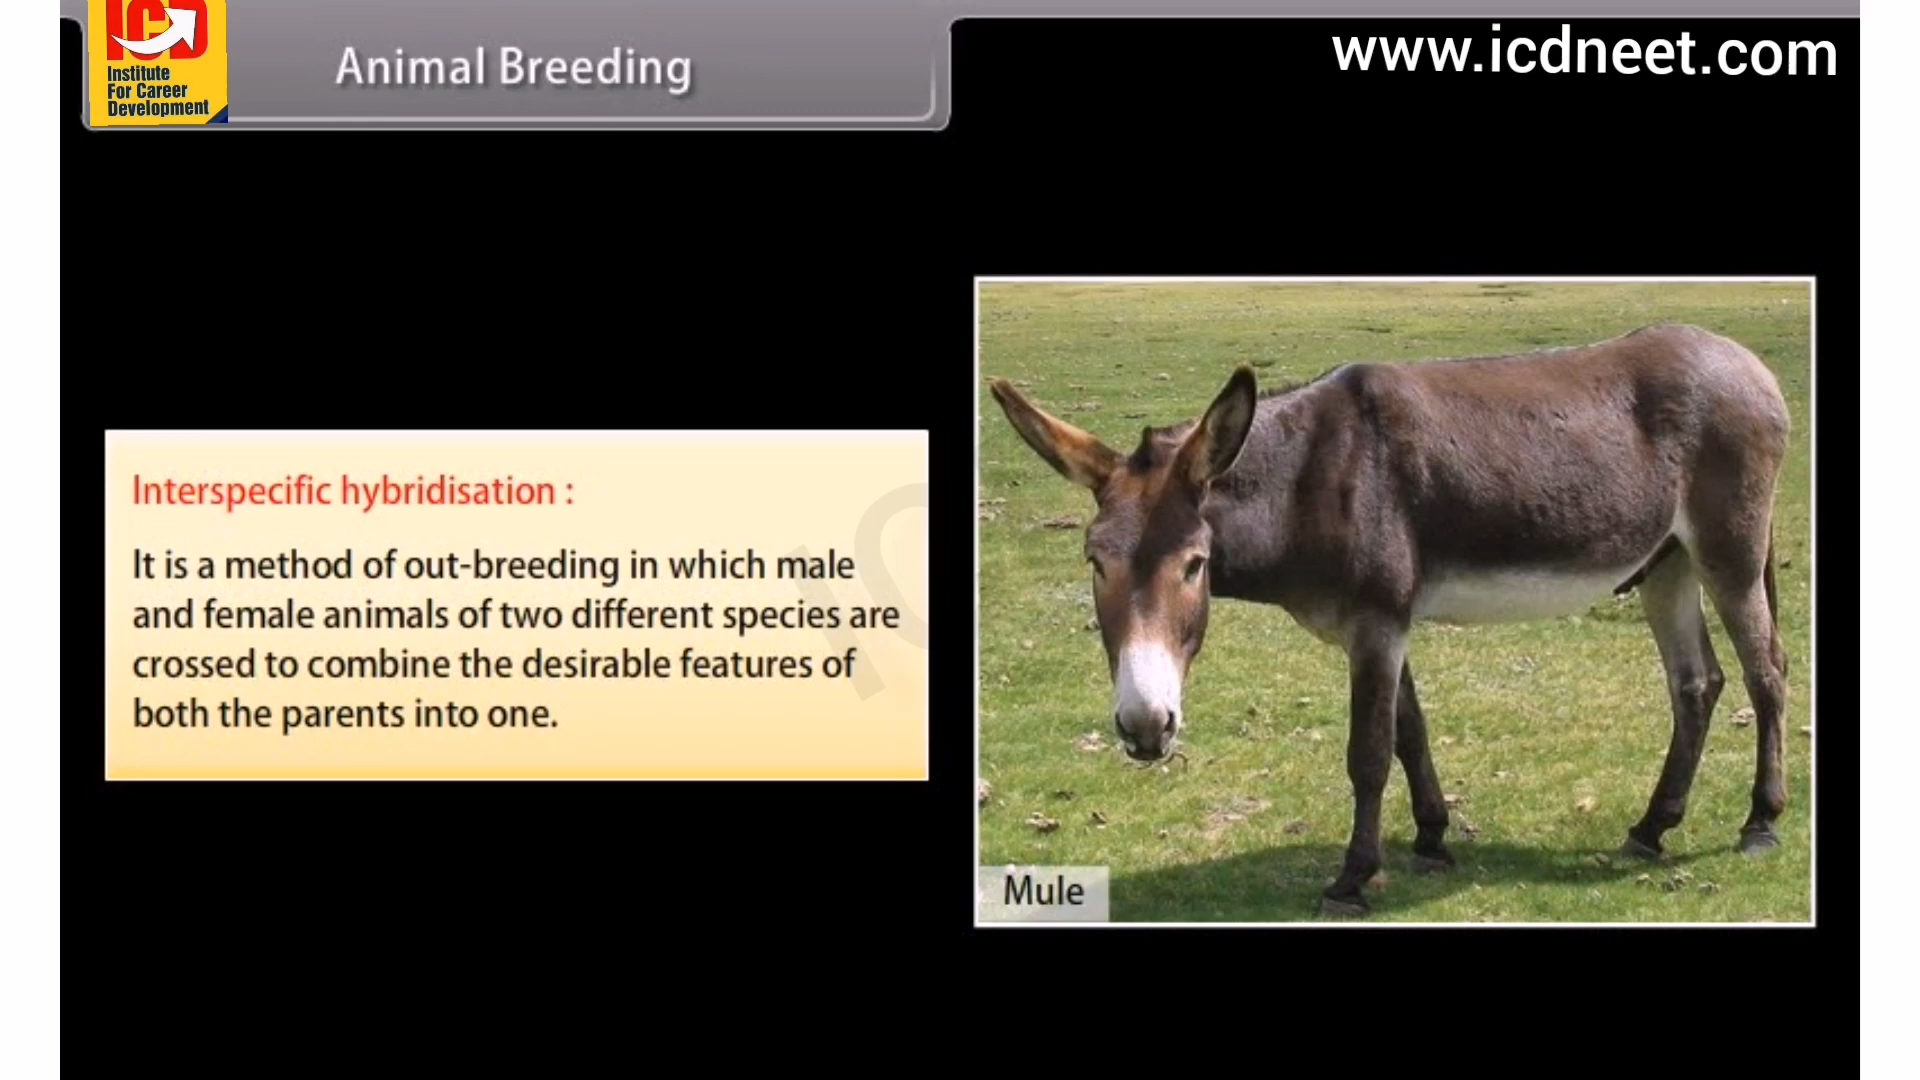 ICD
Institute
For Career
Development
Animal Breeding
www.icdneet.com
Interspecific hybridisation :
It is a method of out-breeding in which male
and female animals of two different species are
crossed to combine the desirable features of
both the parents into one.
Mule